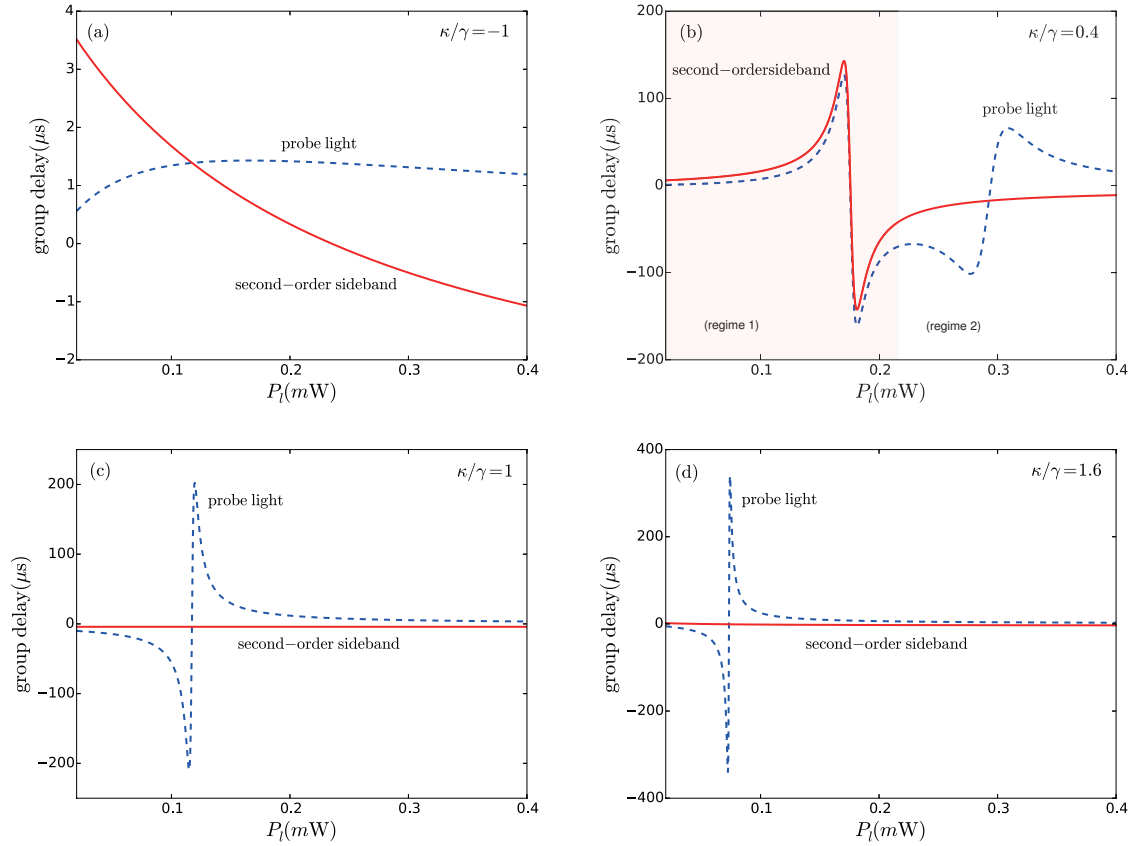 (a)
κ/γ=−1
4
3
2
1
0
−1
−2
group delay(μs)
probe light
second−order sideband
0.1
0.2
0.3
0.4
P_l(mW)
(b)
κ/γ=0.4
200
100
0
−100
−200
group delay(μs)
second−ordersideband
probe light
(regime 1)
(regime 2)
0.1
0.2
0.3
0.4
P_l(mW)
(c)
κ/γ=1
200
100
0
−100
−200
group delay(μs)
probe light
second−order sideband
0.1
0.2
0.3
0.4
P_l(mW)
(d)
κ/γ=1.6
400
200
0
−200
−400
group delay(μs)
probe light
second−order sideband
0.1
0.2
0.3
0.4
P_l(mW)